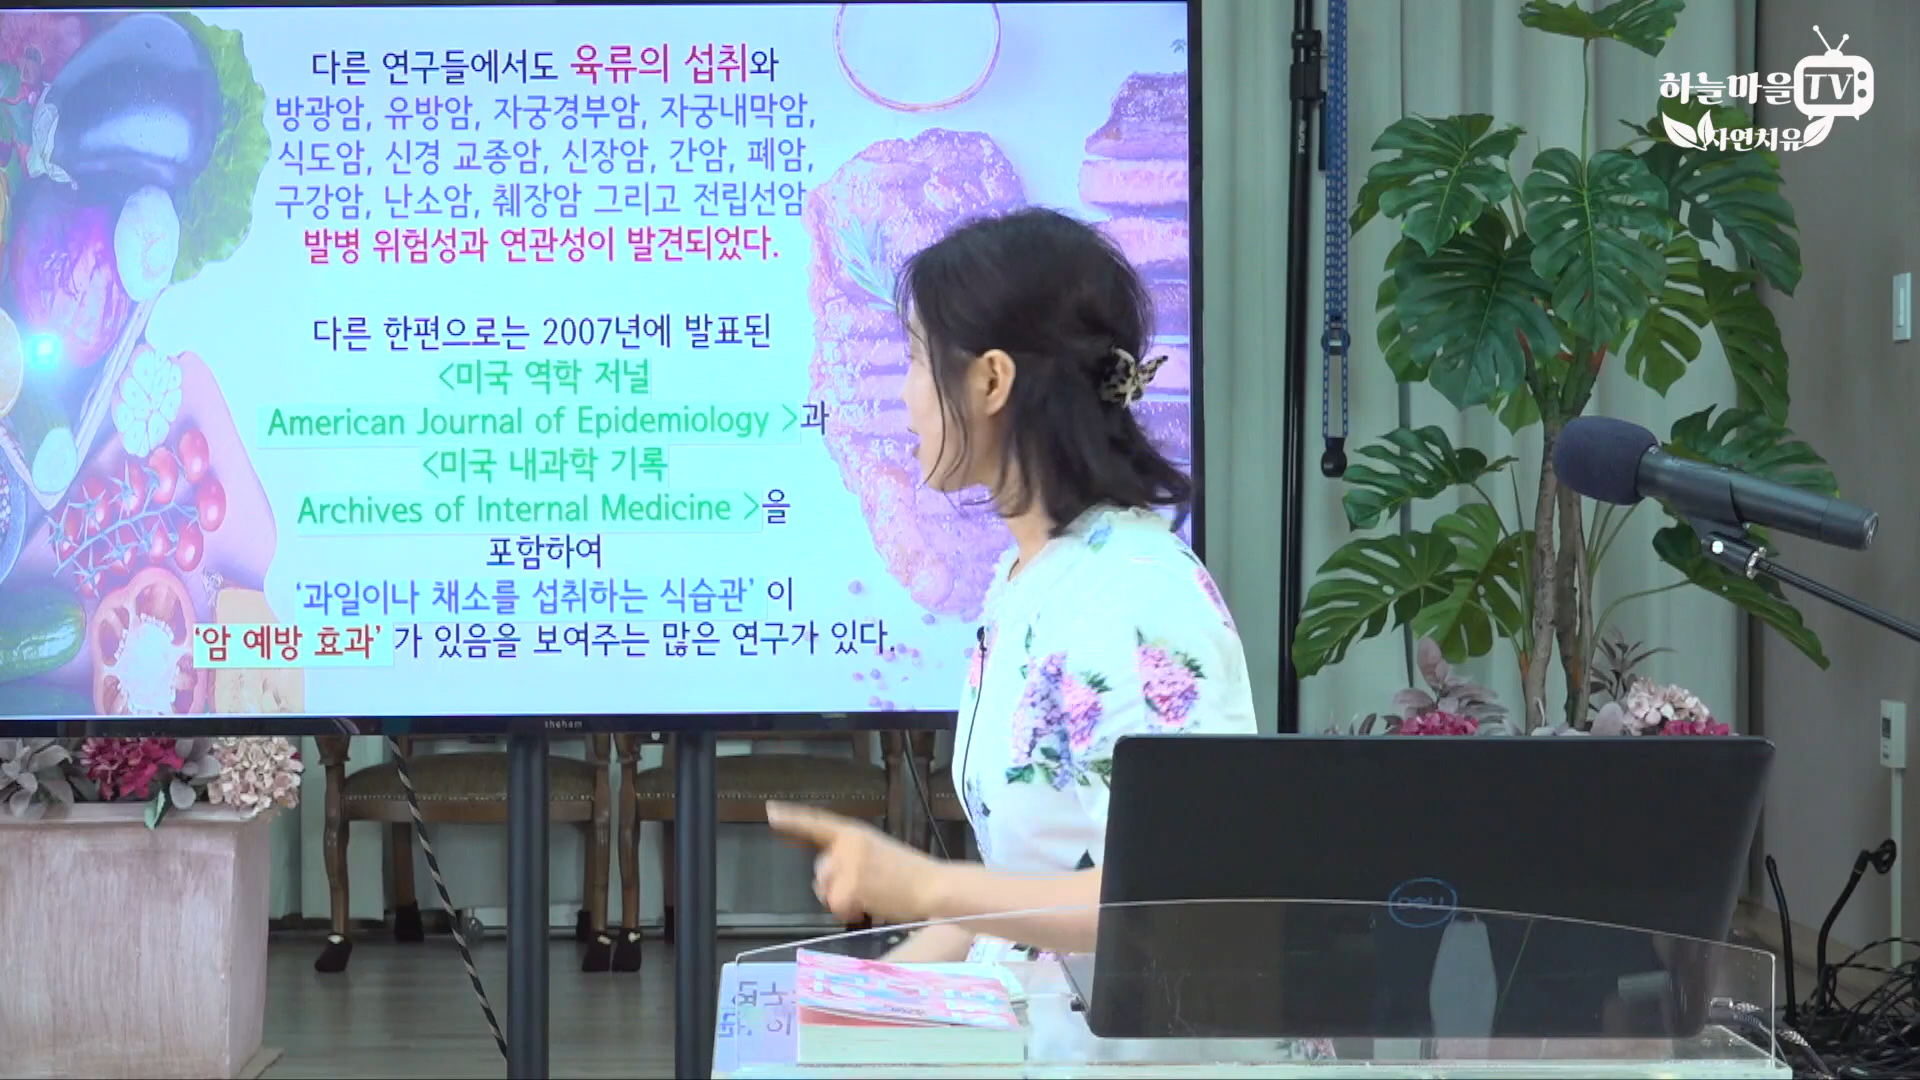 다른 연구들에서도 육류의 섭취와
방광암, 유방암, 자궁경부암, 자궁내막암,
식도암, 신경 교종암, 신장암, 간암, 폐암,
구강암, 난소암, 췌장암 그리고 전립선암
발병 위험성과 연관성이 발견되었다.
다른 한편으로는 2007년에 발표된
<미국 역학 저널
American Journal of Epidemiology >과
<미국 내과학 기록
Archives of Internal Medicine >을
포함하여
‘과일이나 채소를 섭취하는 식습관’ 이
‘암 예방 효과’ 가 있음을 보여주는 많은 연구가 있다.
하늘마을TV
자연치유
DELL